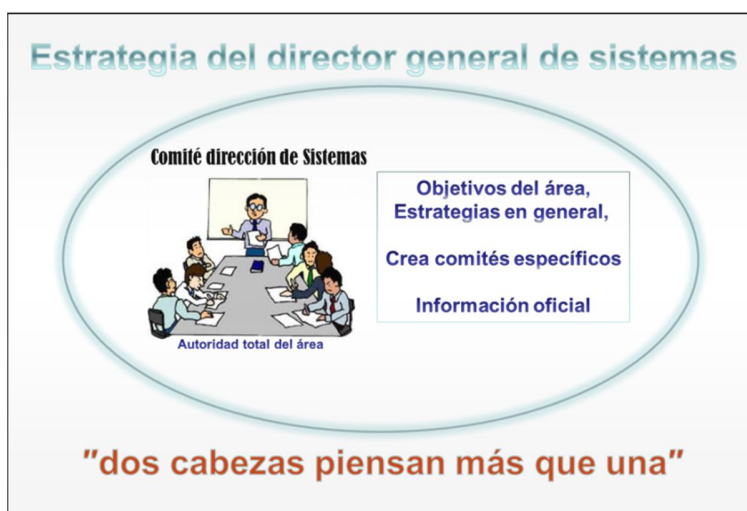 Estrategia del director general de sistemas
Comité dirección de Sistemas
Objetivos del área,
Estrategias en general,
Crea comités específicos
Información oficial
Autoridad total del área
"dos cabezas piensan más que una"